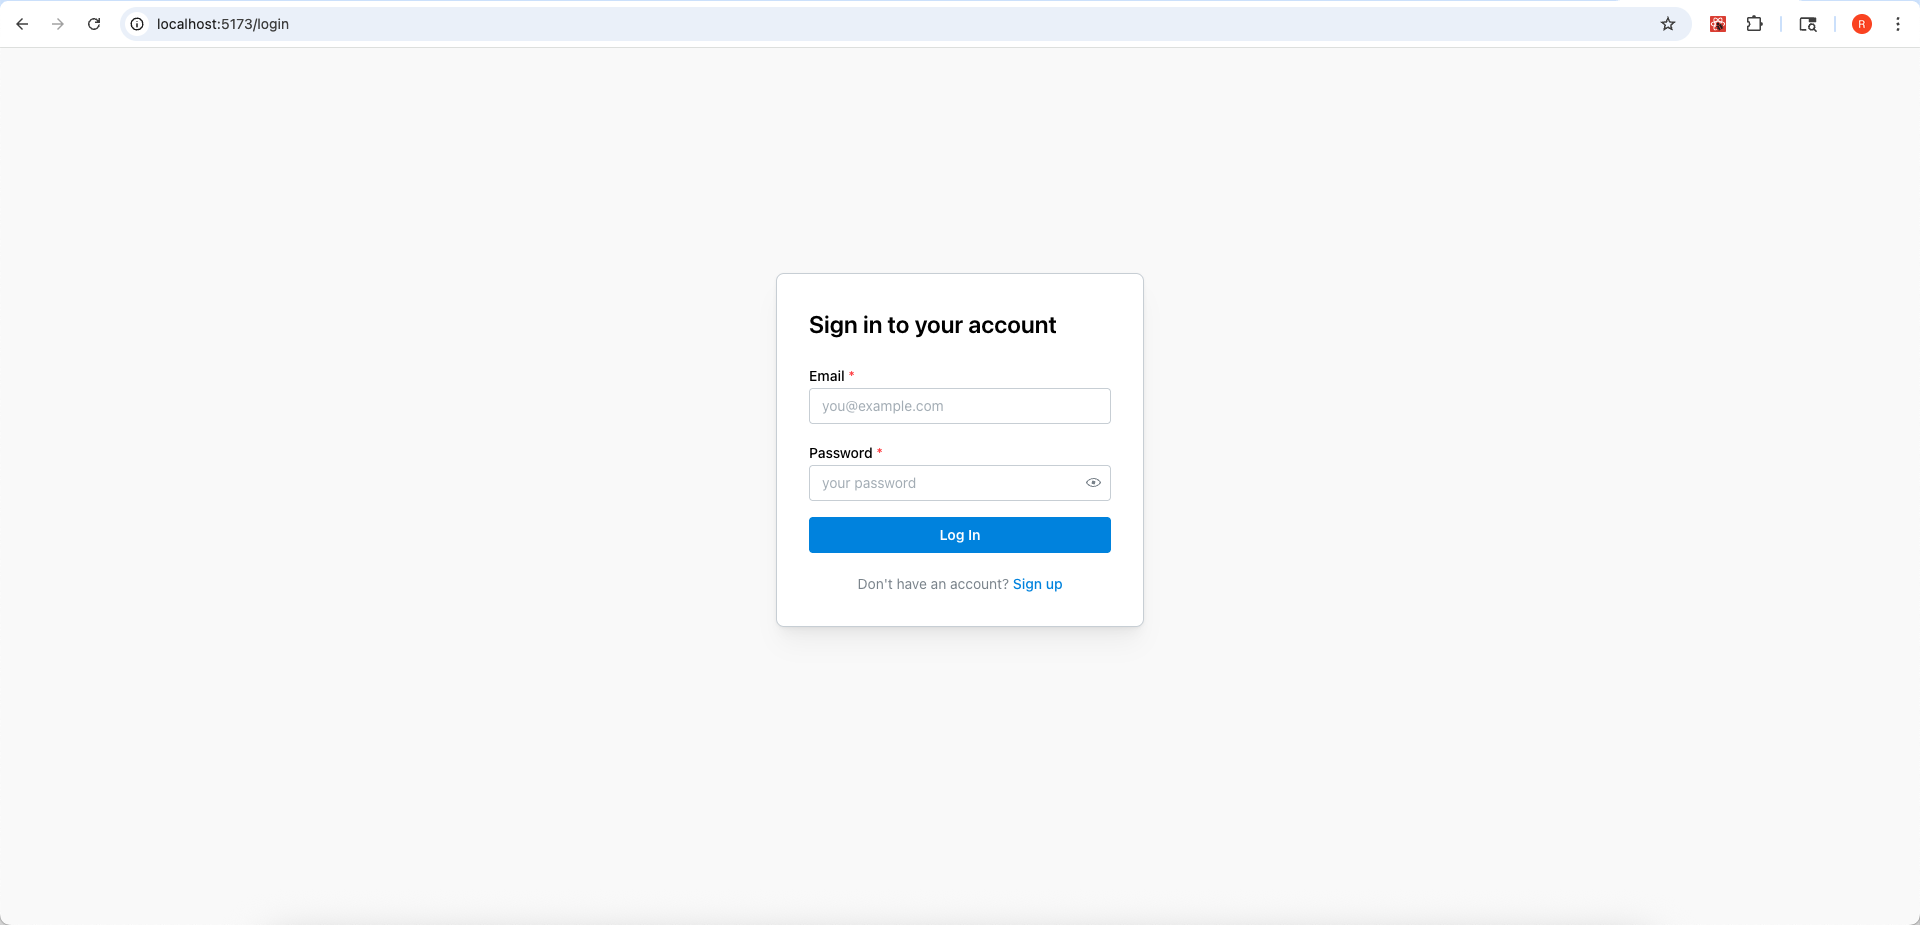 localhost:5173/login
R
Sign in to your account
Email *
you@example.com
Password *
your password
Log In
Don't have an account? Sign up